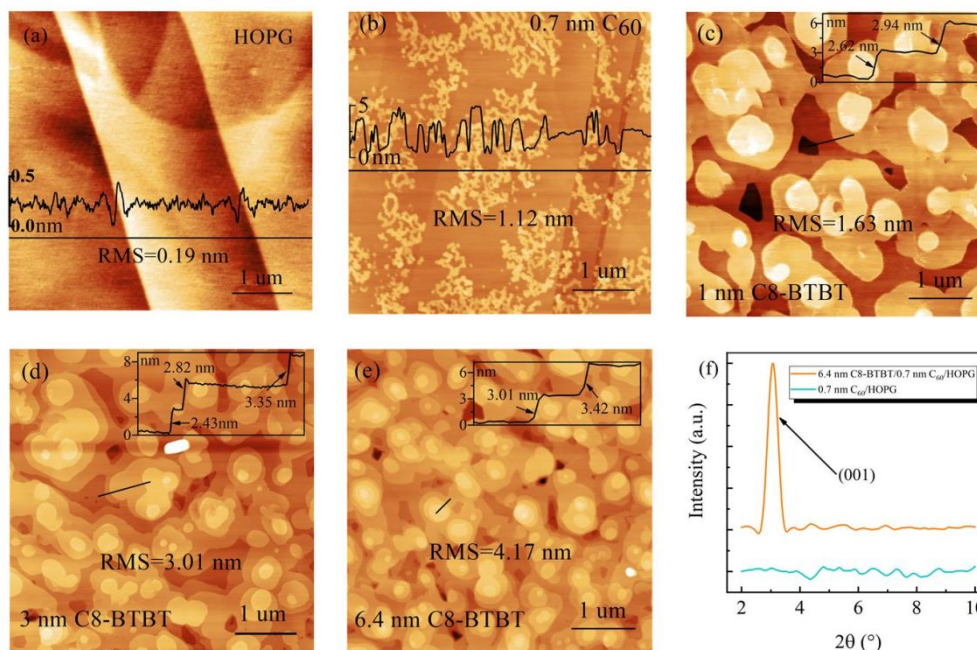 (a)
HOPG
0.5
0.0nm
RMS=0.19 nm
1 um
(b)
0.7 nm C60
5
0 nm
RMS=1.12 nm
1 um
(c)
nm
6
3
0
2.62 nm
2.94 nm
RMS=1.63 nm
1 nm C8-BTBT
1 um
(d)
nm
8
4
0
2.82 nm
2.43nm
3.35 nm
RMS=3.01 nm
3 nm C8-BTBT
1 um
(e)
nm
6
3
0
3.01 nm
3.42 nm
RMS=4.17 nm
6.4 nm C8-BTBT
1 um
(f)
6.4 nm C8-BTBT/0.7 nm C60/HOPG
0.7 nm C60/HOPG
(001)
Intensity (a.u.)
2 4 6 8 10
2θ (°)